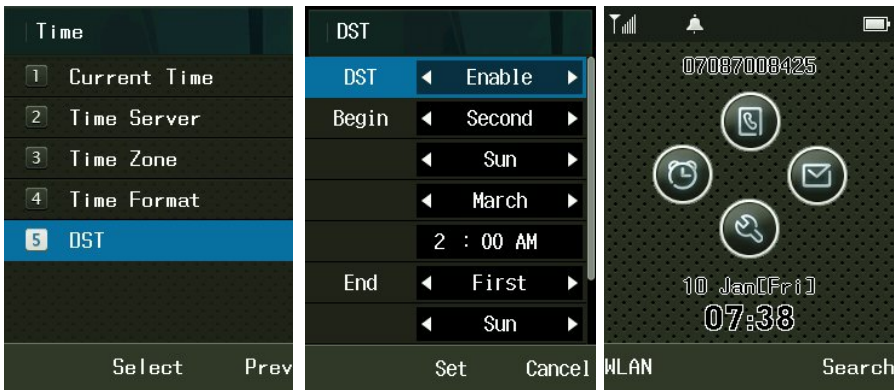 Time
1 Current Time
2 Time Server
3 Time Zone
4 Time Format
5 DST
Select Prev
DST
DST Enable
Begin Second
Sun
March
2 : 00 AM
End First
Sun
Set Cancel
07087008425
10 Jan[Fri]
07:38
WLAN Search